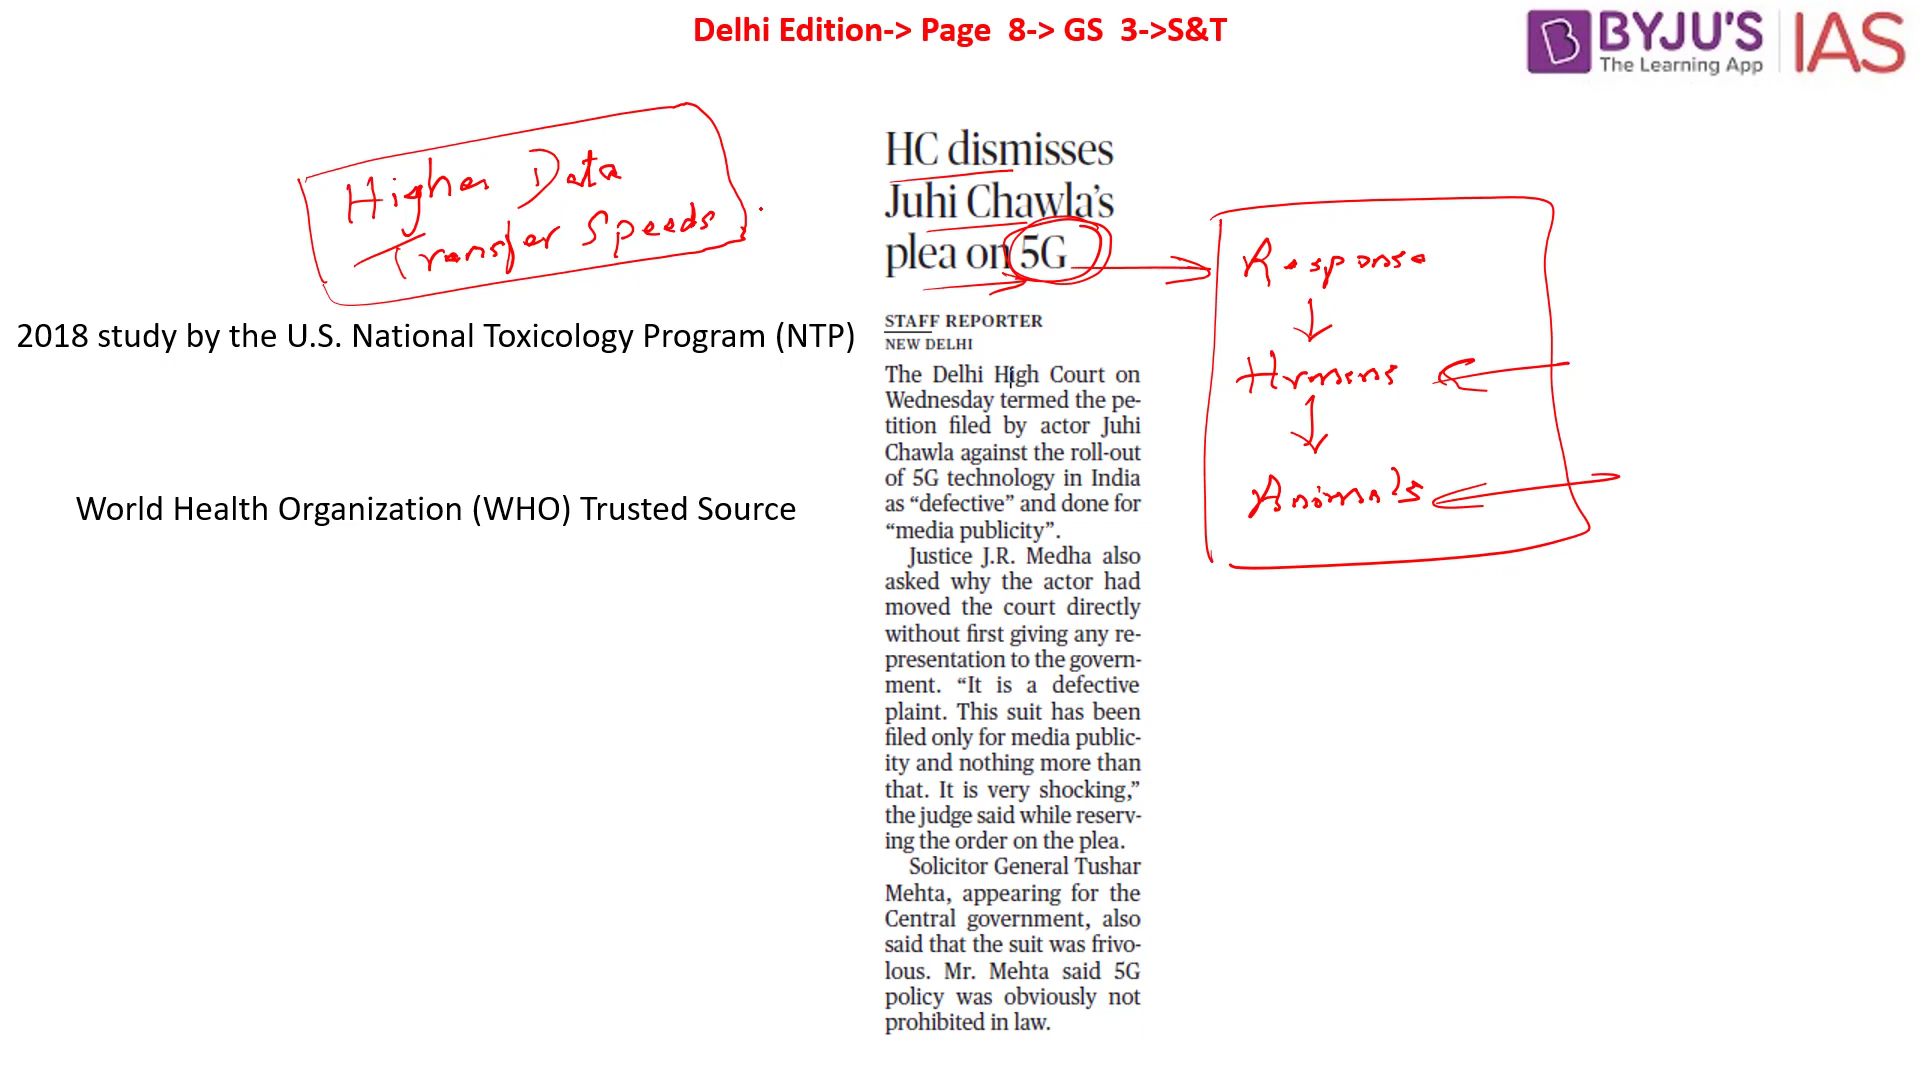 Delhi Edition-> Page 8-> GS 3->S&T
BYJU'S
The Learning App
IAS
Higher Data
Transfer Speeds
2018 study by the U.S. National Toxicology Program (NTP)
World Health Organization (WHO) Trusted Source
HC dismisses
Juhi Chawla's
plea on 5G
STAFF REPORTER
NEW DELHI
The Delhi High Court on
Wednesday termed the pe-
tition filed by actor Juhi
Chawla against the roll-out
of 5G technology in India
as “defective” and done for
“media publicity”.
Justice J.R. Medha also
asked why the actor had
moved the court directly
without first giving any re-
presentation to the govern-
ment. “It is a defective
plaint. This suit has been
filed only for media public-
ity and nothing more than
that. It is very shocking,”
the judge said while reserv-
ing the order on the plea.
Solicitor General Tushar
Mehta, appearing for the
Central government, also
said that the suit was frivo-
lous. Mr. Mehta said 5G
policy was obviously not
prohibited in law.
Response
Humans
Animals